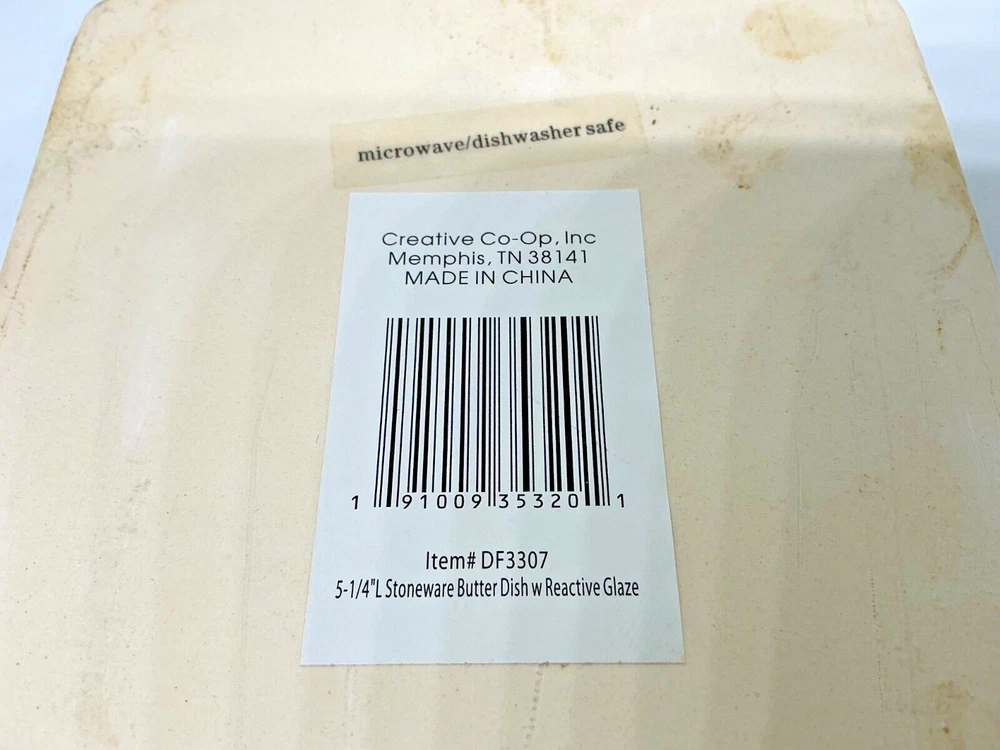 microwave/dishwasher safe
Creative Co-Op, Inc
Memphis, TN 38141
MADE IN CHINA
1 91009 35320 1
Item# DF3307
5-1/4"L Stoneware Butter Dish w Reactive Glaze